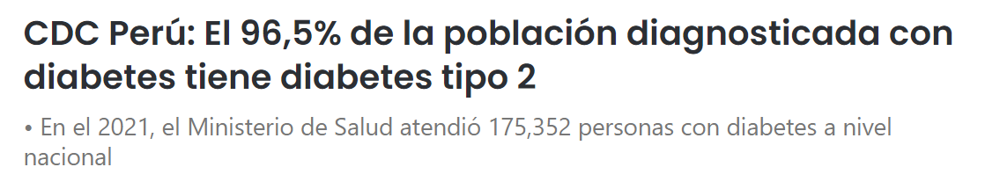 CDC Perú: El 96,5% de la población diagnosticada con
diabetes tiene diabetes tipo 2
• En el 2021, el Ministerio de Salud atendió 175,352 personas con diabetes a nivel
nacional